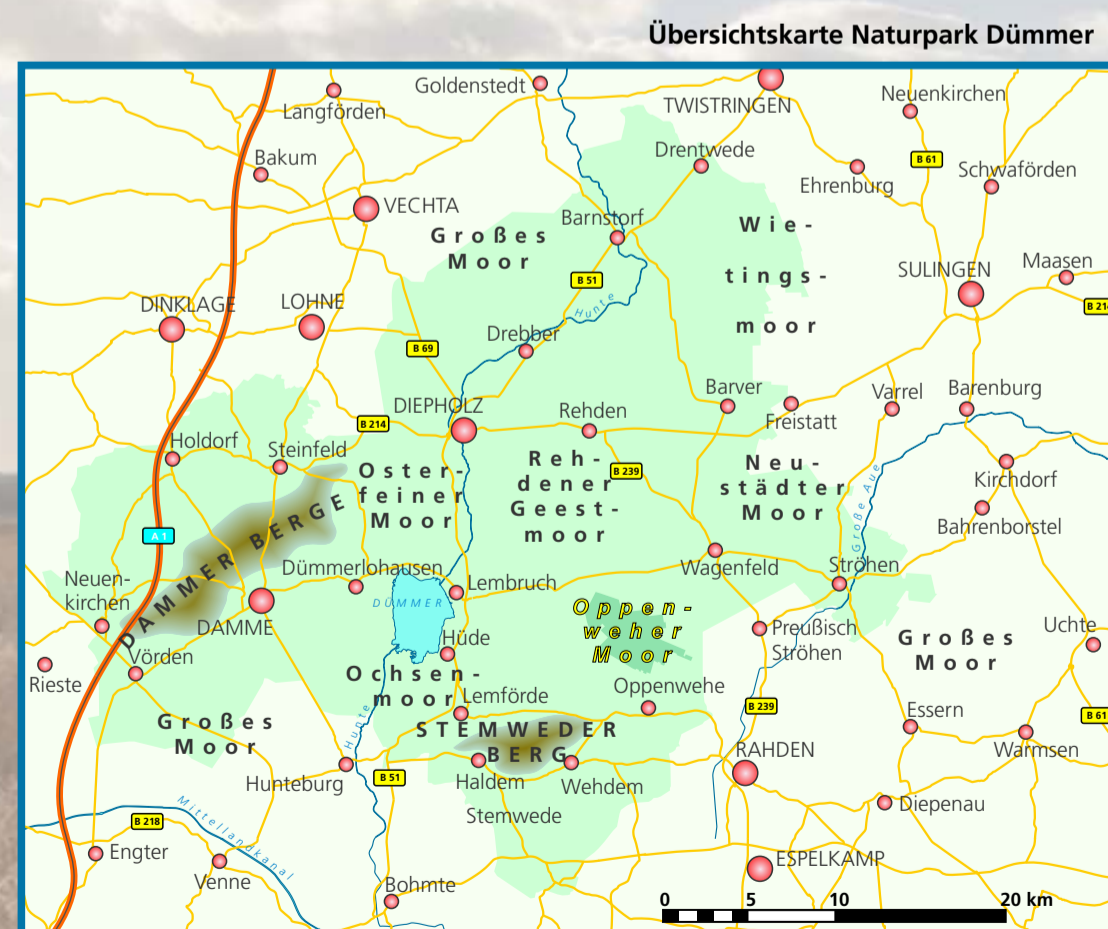 Übersichtskarte Naturpark Dümmer
Goldenstedt
TWISTRINGEN
Neuenkirchen
Langförden
Drentwede
B 61
Bakum
Ehrenburg
Schwaförden
VECHTA
Barnstorf
Großes
Moor
Wie-
tings-
moor
SULINGEN
Maasen
B 51
Hunte
DINKLAGE
LOHNE
B 21
Drebber
B 69
DIEPHOLZ
B 214
Rehden
Barver
Freistatt
Varrel
Barenburg
Holdorf
Steinfeld
Oster-
feiner
Moor
Reh-
dener
Geest-
moor
B 239
Neu-
städter
Moor
Große Aue
Kirchdorf
Bahrenborstel
A 1
DAMMER BERGE
Neuen-
kirchen
Dümmerlohausen
DÜMMER
Lembruch
Wagenfeld
Ströhen
DAMME
Oppen-
weher
Moor
Preußisch
Ströhen
Großes
Moor
Uchte
Hüde
Vörden
Rieste
Ochsen-
moor
Lemförde
Oppenwehe
B 239
Essern
B 61
Großes
Moor
Hunte
STEMWEDER
BERG
RAHDEN
Warmsen
Hunteburg
B 51
Haldem
Wehdem
Stemwede
Diepenau
Mittellandkanal
B 218
Engter
Venne
Bohmte
ESPELKAMP
0 5 10 20 km